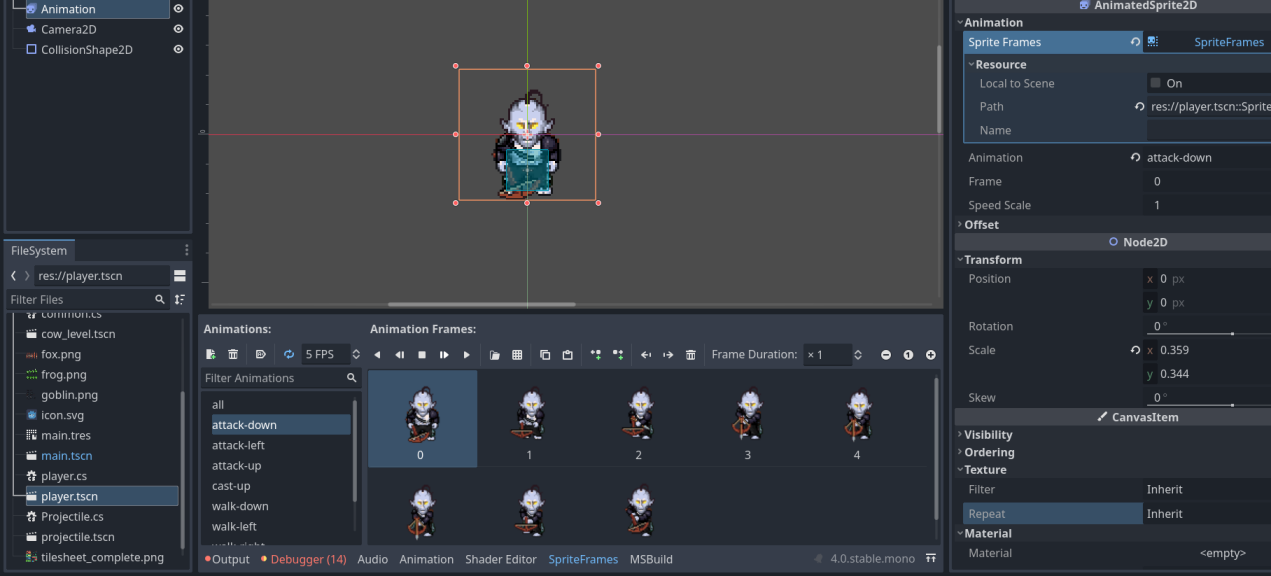 Animation
Camera2D
CollisionShape2D
FileSystem
res://player.tscn
Filter Files
common.cs
cow_level.tscn
fox.png
frog.png
goblin.png
icon.svg
main.tres
main.tscn
player.cs
player.tscn
Projectile.cs
projectile.tscn
tilesheet_complete.png
0
Animations:
5 FPS
Filter Animations
all
attack-down
attack-left
attack-up
cast-up
walk-down
walk-left
walk-right
Animation Frames:
Frame Duration: × 1
0 1 2 3 4
Output Debugger (14) Audio Animation Shader Editor SpriteFrames MSBuild 4.0.stable.mono
AnimatedSprite2D
Animation
Sprite Frames SpriteFrames
Resource
Local to Scene On
Path res://player.tscn::Sprite
Name
Animation attack-down
Frame 0
Speed Scale 1
Offset
Node2D
Transform
Position x 0 px
y 0 px
Rotation 0 °
Scale x 0.359
y 0.344
Skew 0 °
CanvasItem
Visibility
Ordering
Texture
Filter Inherit
Repeat Inherit
Material
Material <empty>